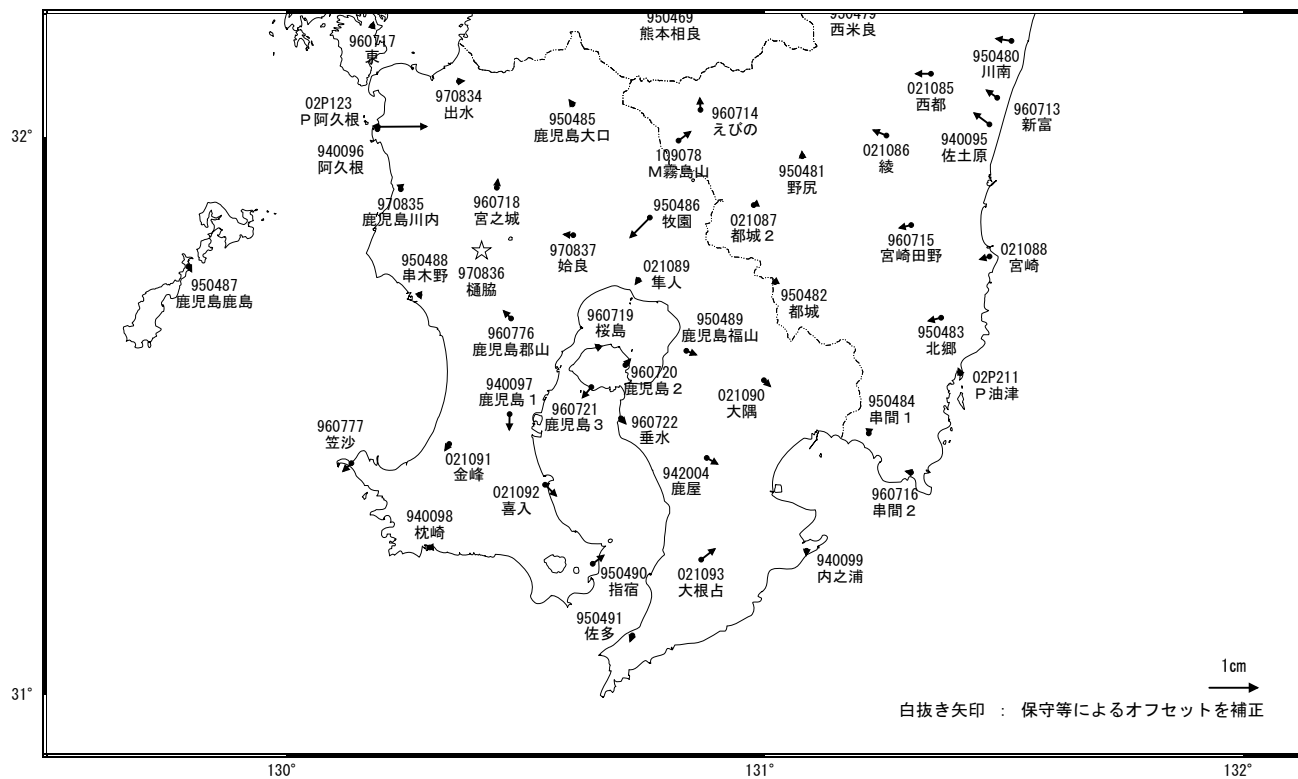 950469
熊本相良
950479
西米良
960717
東
950480
川南
970834
出水
021085
西都
960713
新富
02P123
P阿久根
950485
鹿児島大口
960714
えびの
940095
佐土原
021086
綾
940096
阿久根
109078
M霧島山
950481
野尻
970835
鹿児島川内
960718
宮之城
950486
牧園
021087
都城2
960715
宮崎田野
021088
宮崎
950487
鹿児島鹿島
950488
串木野
970836
樋脇
970837
姶良
021089
隼人
950482
都城
950483
北郷
960776
鹿児島郡山
960719
桜島
950489
鹿児島福山
960720
鹿児島2
940097
鹿児島1
960721
鹿児島3
021090
大隅
02P211
P油津
950484
串間1
960777
笠沙
021091
金峰
960722
垂水
942004
鹿屋
021092
喜入
960716
串間2
940098
枕崎
950490
指宿
021093
大根占
940099
内之浦
950491
佐多
32°
31°
1cm
白抜き矢印 : 保守等によるオフセットを補正
130°
131°
132°